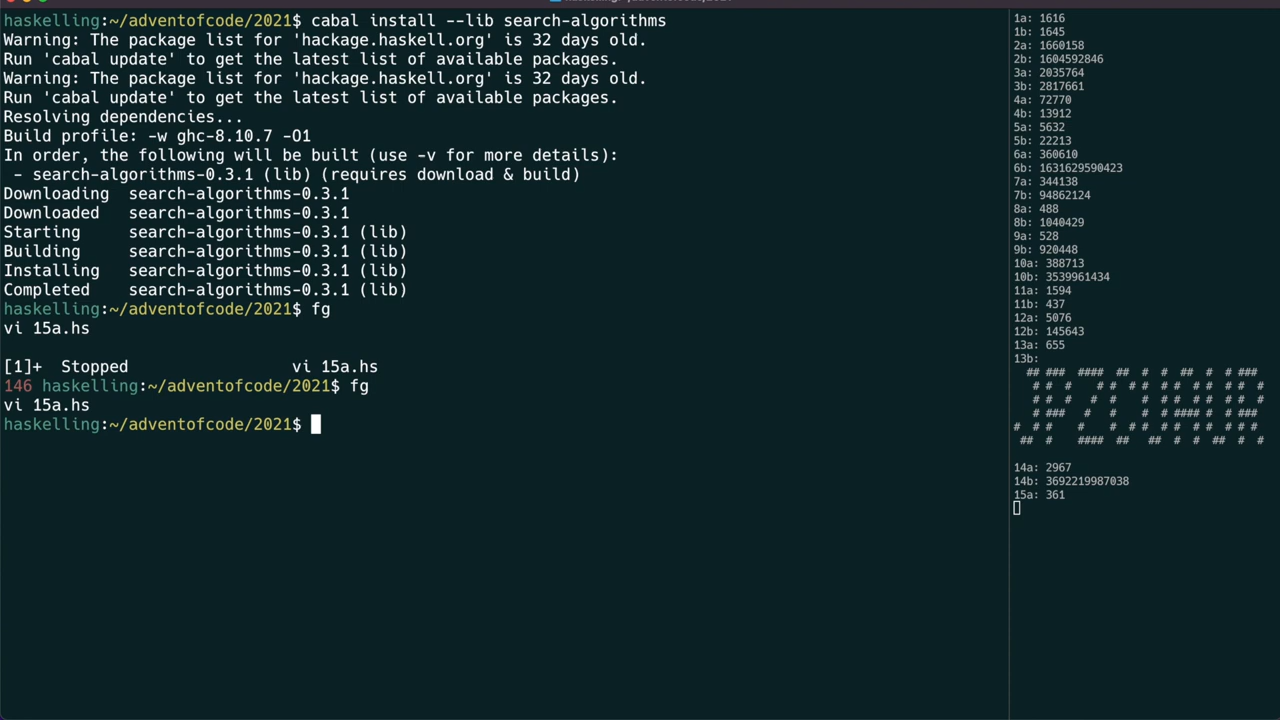 haskelling:~/adventofcode/2021$ cabal install --lib search-algorithms
Warning: The package list for 'hackage.haskell.org' is 32 days old.
Run 'cabal update' to get the latest list of available packages.
Warning: The package list for 'hackage.haskell.org' is 32 days old.
Run 'cabal update' to get the latest list of available packages.
Resolving dependencies...
Build profile: -w ghc-8.10.7 -O1
In order, the following will be built (use -v for more details):
 - search-algorithms-0.3.1 (lib) (requires download & build)
Downloading  search-algorithms-0.3.1
Downloaded   search-algorithms-0.3.1
Starting     search-algorithms-0.3.1 (lib)
Building     search-algorithms-0.3.1 (lib)
Installing   search-algorithms-0.3.1 (lib)
Completed    search-algorithms-0.3.1 (lib)
haskelling:~/adventofcode/2021$ fg
vi 15a.hs
[1]+  Stopped                 vi 15a.hs
146 haskelling:~/adventofcode/2021$ fg
vi 15a.hs
haskelling:~/adventofcode/2021$
1a: 1616
1b: 1645
2a: 1660158
2b: 1604592846
3a: 2035764
3b: 2817661
4a: 72770
4b: 13912
5a: 5632
5b: 22213
6a: 360610
6b: 1631629590423
7a: 344138
7b: 94862124
8a: 488
8b: 1040429
9a: 528
9b: 920448
10a: 388713
10b: 3539961434
11a: 1594
11b: 437
12a: 5076
12b: 145643
13a: 655
13b:
14a: 2967
14b: 3692219987038
15a: 361